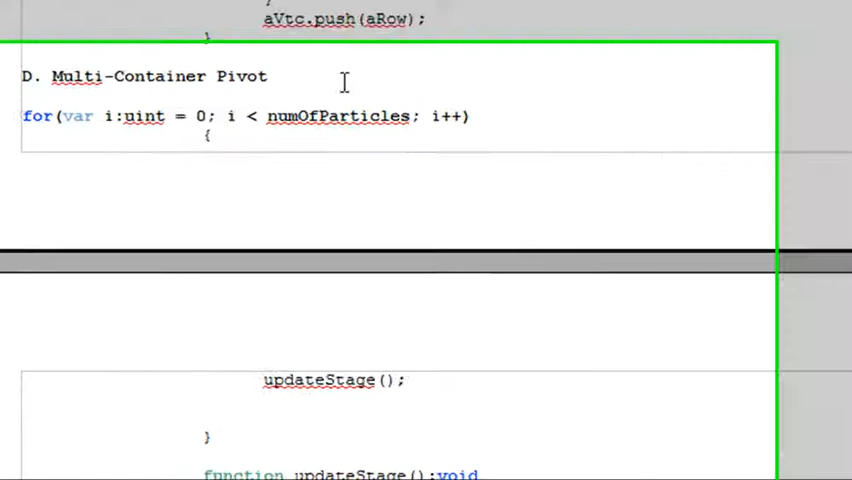 aVtc.push(aRow);
}
D. Multi-Container Pivot
for(var i:uint = 0; i < numOfParticles; i++)
{
updateStage();
}
function updateStage():void